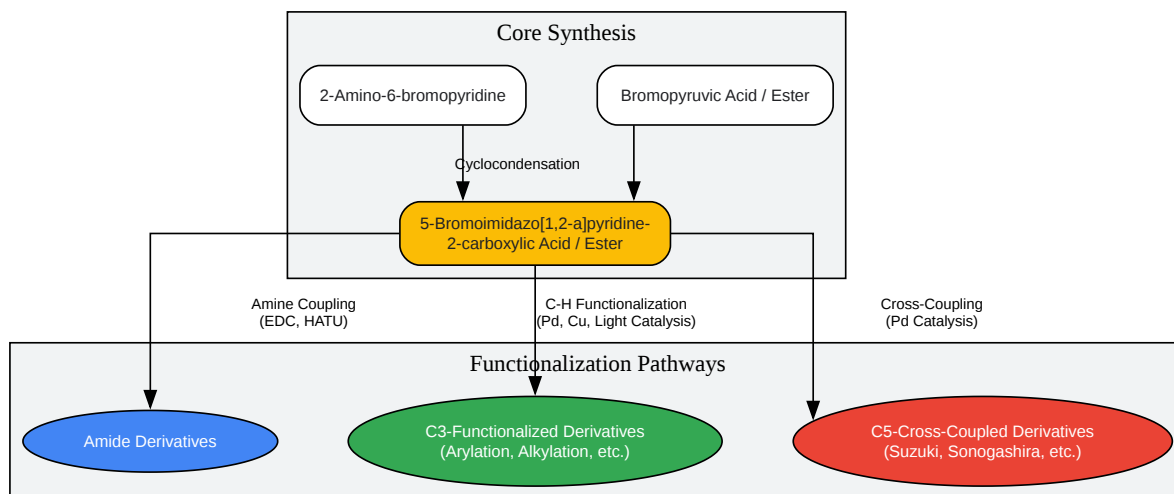 Core Synthesis
2-Amino-6-bromopyridine
Bromopyruvic Acid / Ester
Cyclocondensation
5-Bromoimidazo[1,2-a]pyridine-
2-carboxylic Acid / Ester
Amine Coupling
(EDC, HATU)
C-H Functionalization
(Pd, Cu, Light Catalysis)
Cross-Coupling
(Pd Catalysis)
Functionalization Pathways
Amide Derivatives
C3-Functionalized Derivatives
(Arylation, Alkylation, etc.)
C5-Cross-Coupled Derivatives
(Suzuki, Sonogashira, etc.)